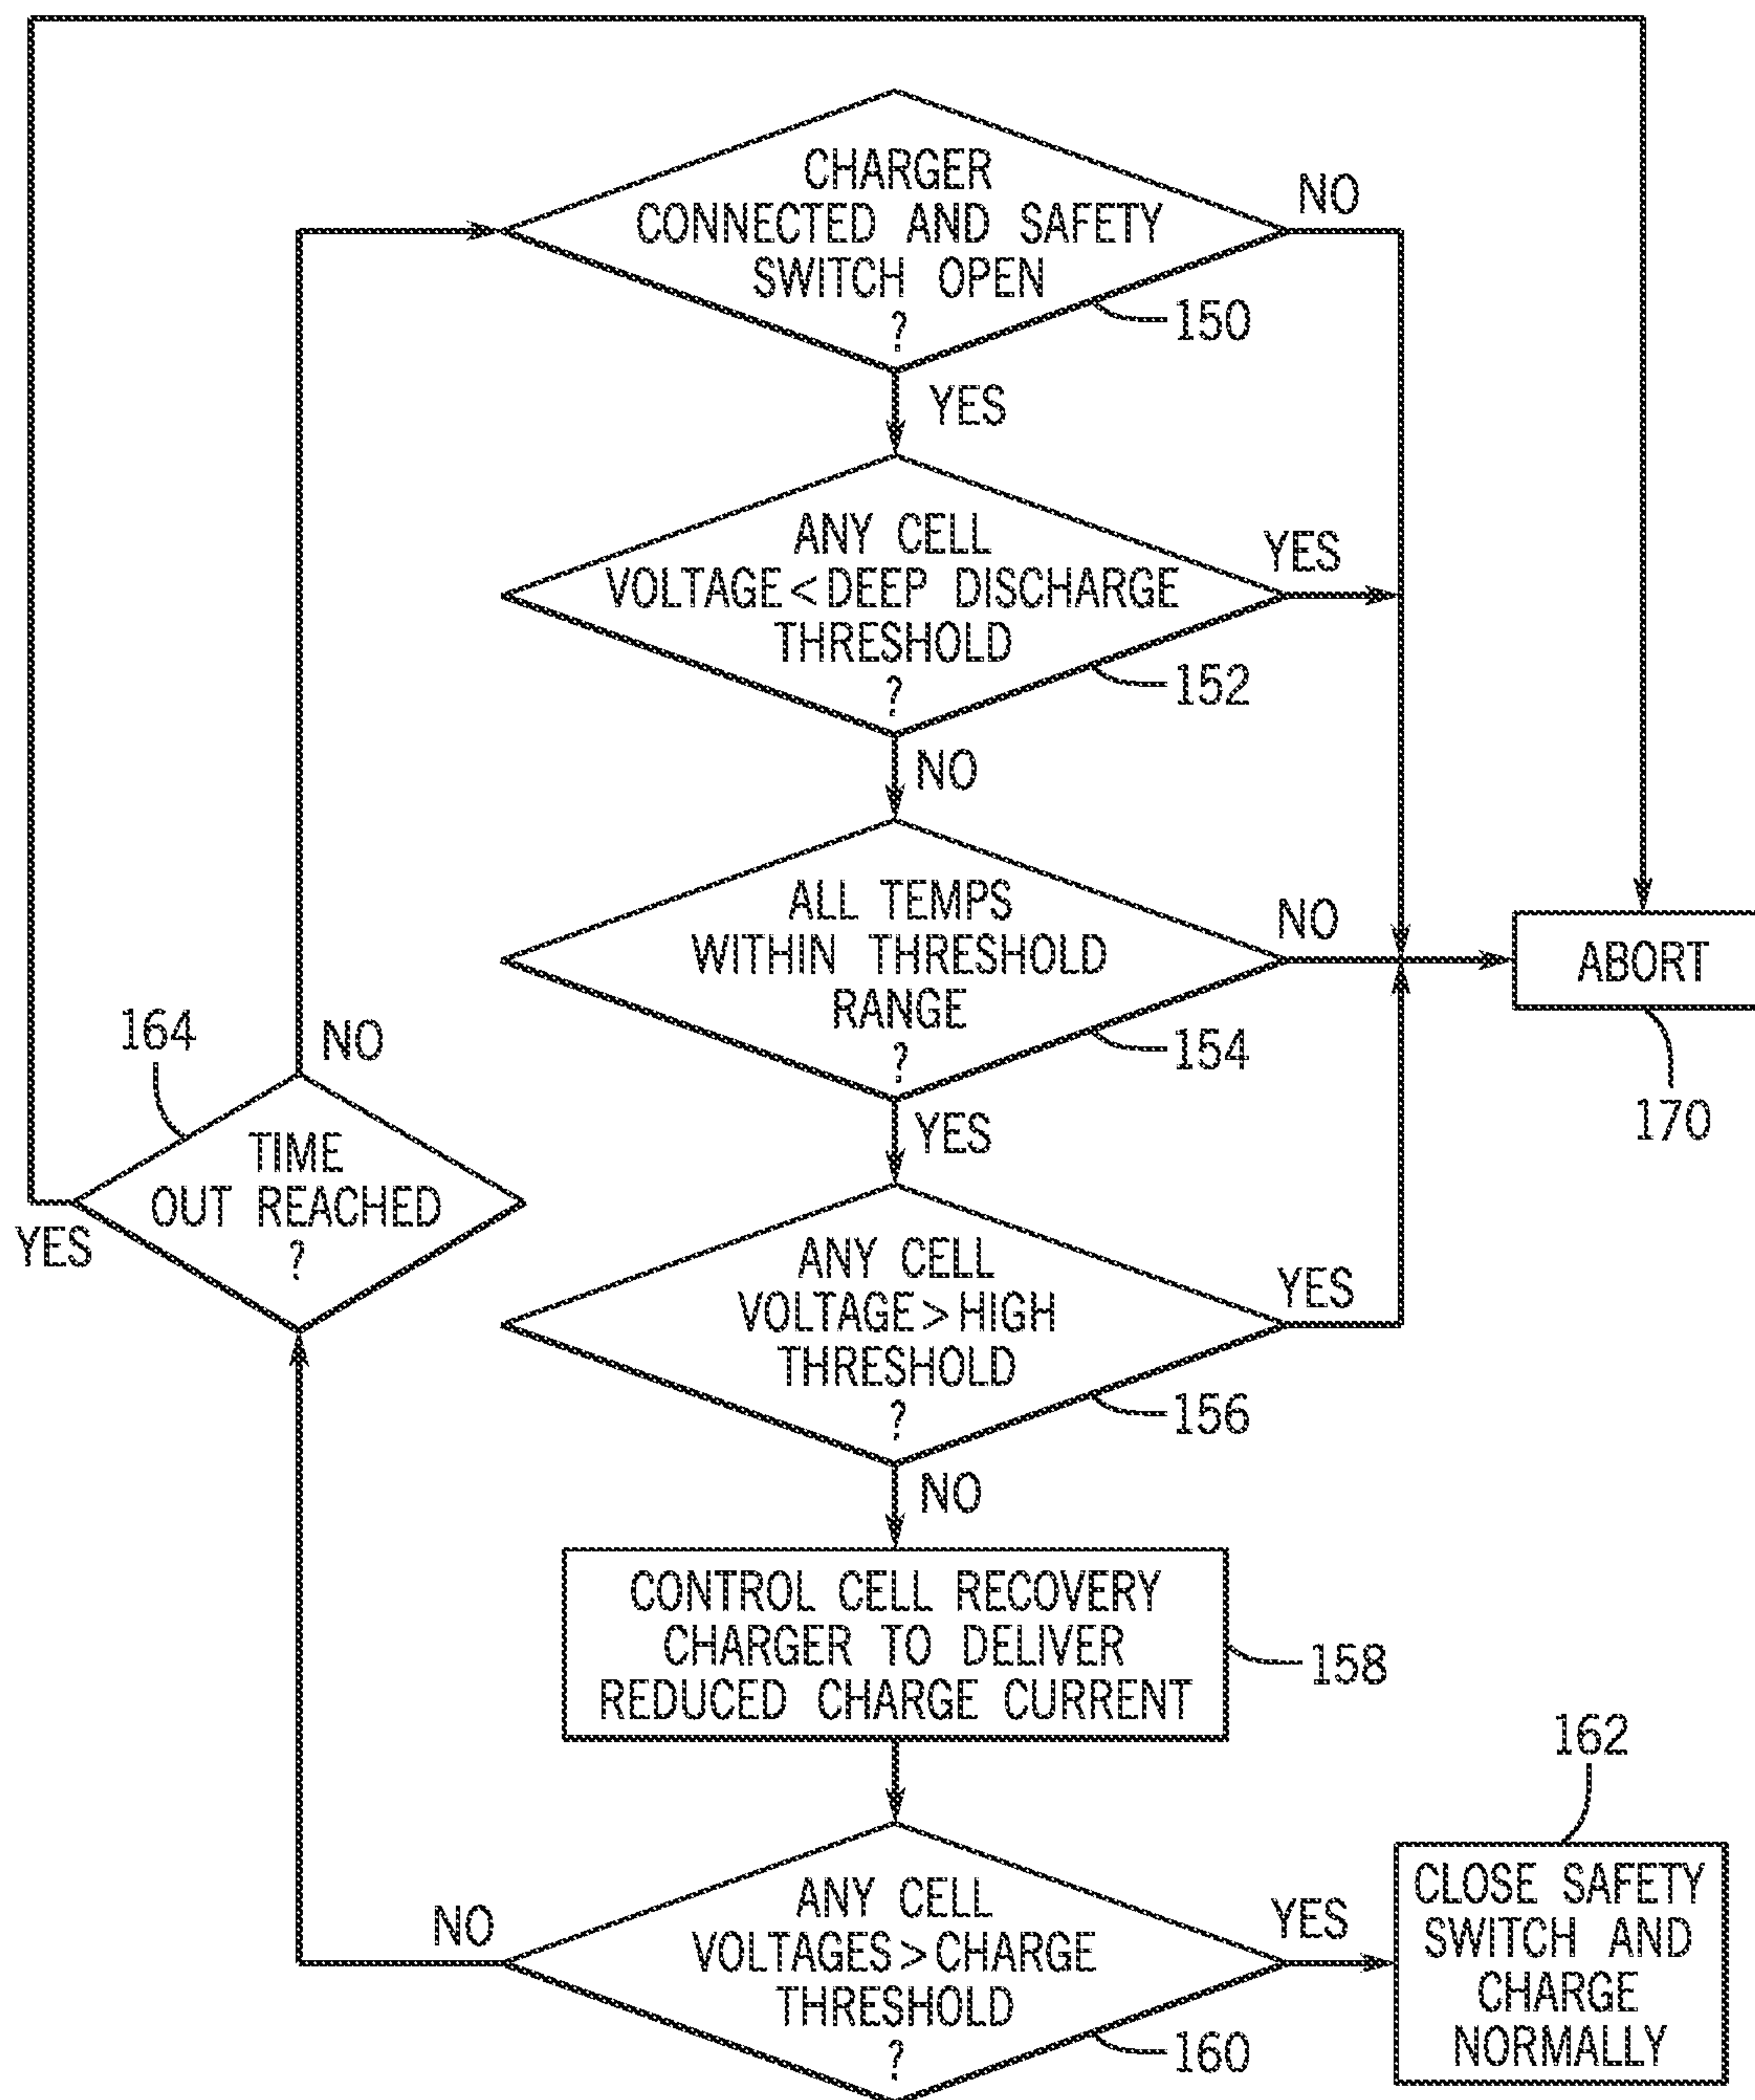 CHARGER
CONNECTED AND SAFETY
SWITCH OPEN
?
150
NO
YES
ANY CELL
VOLTAGE < DEEP DISCHARGE
THRESHOLD
?
152
YES
NO
ALL TEMPS
WITHIN THRESHOLD
RANGE
?
154
NO
YES
ABORT
170
164
NO
TIME
OUT REACHED
?
YES
ANY CELL
VOLTAGE > HIGH
THRESHOLD
?
156
YES
NO
CONTROL CELL RECOVERY
CHARGER TO DELIVER
REDUCED CHARGE CURRENT
158
ANY CELL
VOLTAGES > CHARGE
THRESHOLD
?
160
NO
YES
162
CLOSE SAFETY
SWITCH AND
CHARGE
NORMALLY